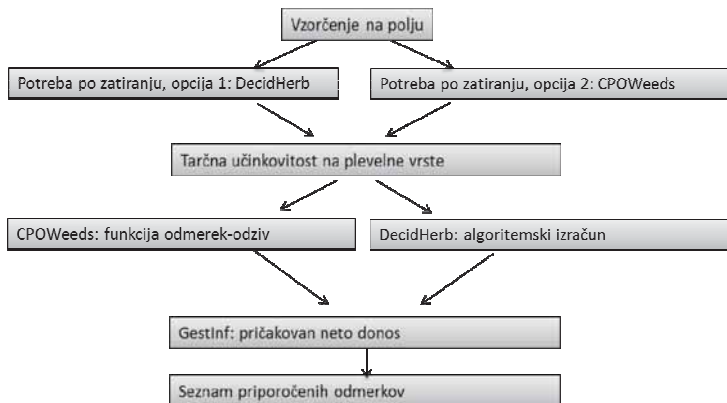 Vzorčenje na polju
Potreba po zatiranju, opcija 1: DecidHerb
Potreba po zatiranju, opcija 2: CPOWeeds
Tarčna učinkovitost na plevelne vrste
CPOWeeds: funkcija odmerek-odziv
DecidHerb: algoritemski izračun
GestInf: pričakovan neto donos
Seznam priporočenih odmerkov